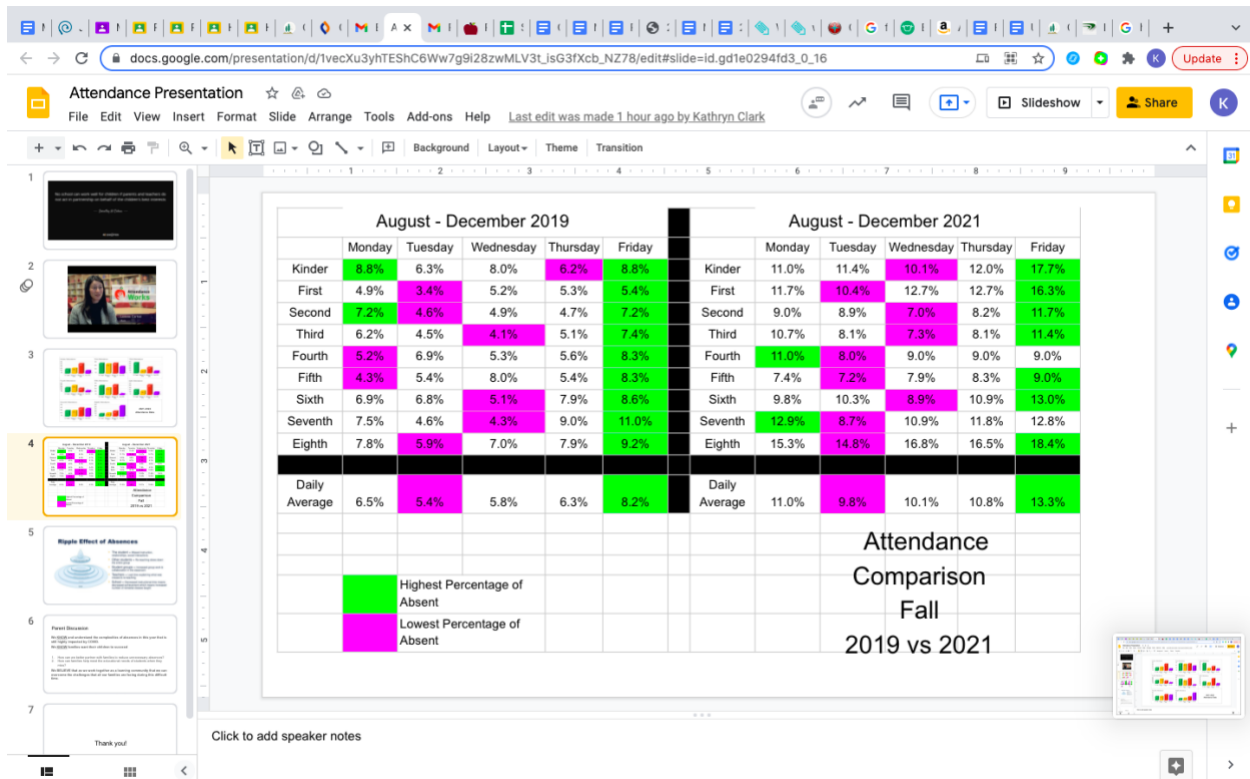 docs.google.com/presentation/d/1vecXu3yhTEShC6Ww7g9i28zwMLV3t_isG3fXcb_NZ78/edit#slide=id.gd1e0294fd3_0_16
K
Update
Attendance Presentation
File Edit View Insert Format Slide Arrange Tools Add-ons Help Last edit was made 1 hour ago by Kathryn Clark
Slideshow
Share
K
Background Layout Theme Transition
August - December 2019 August - December 2021
Monday Tuesday Wednesday Thursday Friday Monday Tuesday Wednesday Thursday Friday
Kinder 8.8% 6.3% 8.0% 6.2% 8.8% Kinder 11.0% 11.4% 10.1% 12.0% 17.7%
First 4.9% 3.4% 5.2% 5.3% 5.4% First 11.7% 10.4% 12.7% 12.7% 16.3%
Second 7.2% 4.6% 4.9% 4.7% 7.2% Second 9.0% 8.9% 7.0% 8.2% 11.7%
Third 6.2% 4.5% 4.1% 5.1% 7.4% Third 10.7% 8.1% 7.3% 8.1% 11.4%
Fourth 5.2% 6.9% 5.3% 5.6% 8.3% Fourth 11.0% 8.0% 9.0% 9.0% 9.0%
Fifth 4.3% 5.4% 8.0% 5.4% 8.3% Fifth 7.4% 7.2% 7.9% 8.3% 9.0%
Sixth 6.9% 6.8% 5.1% 7.9% 8.6% Sixth 9.8% 10.3% 8.9% 10.9% 13.0%
Seventh 7.5% 4.6% 4.3% 9.0% 11.0% Seventh 12.9% 8.7% 10.9% 11.8% 12.8%
Eighth 7.8% 5.9% 7.0% 7.9% 9.2% Eighth 15.3% 14.8% 16.8% 16.5% 18.4%
Daily Daily
Average 6.5% 5.4% 5.8% 6.3% 8.2% Average 11.0% 9.8% 10.1% 10.8% 13.3%
Highest Percentage of
Absent
Lowest Percentage of
Absent
Attendance
Comparison
Fall
2019 vs 2021
1
2
Attendance
Works
3
4
5
Ripple Effect of Absences
6
Parent Discussion
7
Thank you!
Click to add speaker notes